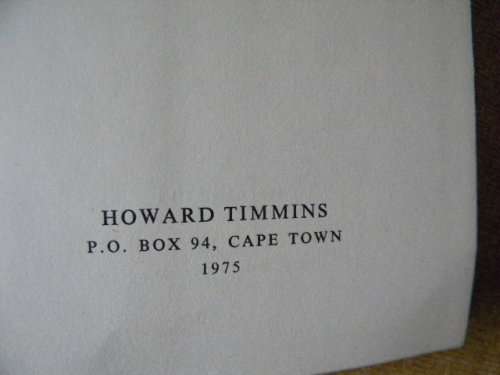 HOWARD TIMMINS
P.O. BOX 94, CAPE TOWN
1975